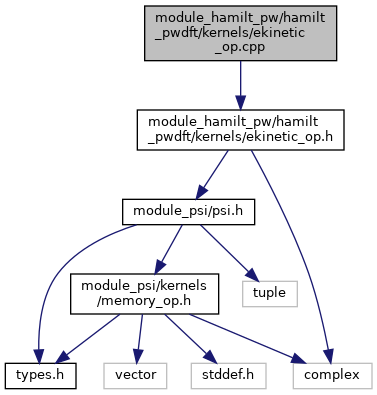 module_hamilt_pw/hamilt
_pwdft/kernels/ekinetic
_op.cpp
module_hamilt_pw/hamilt
_pwdft/kernels/ekinetic_op.h
module_psi/psi.h
module_psi/kernels
/memory_op.h
tuple
types.h
vector
stddef.h
complex